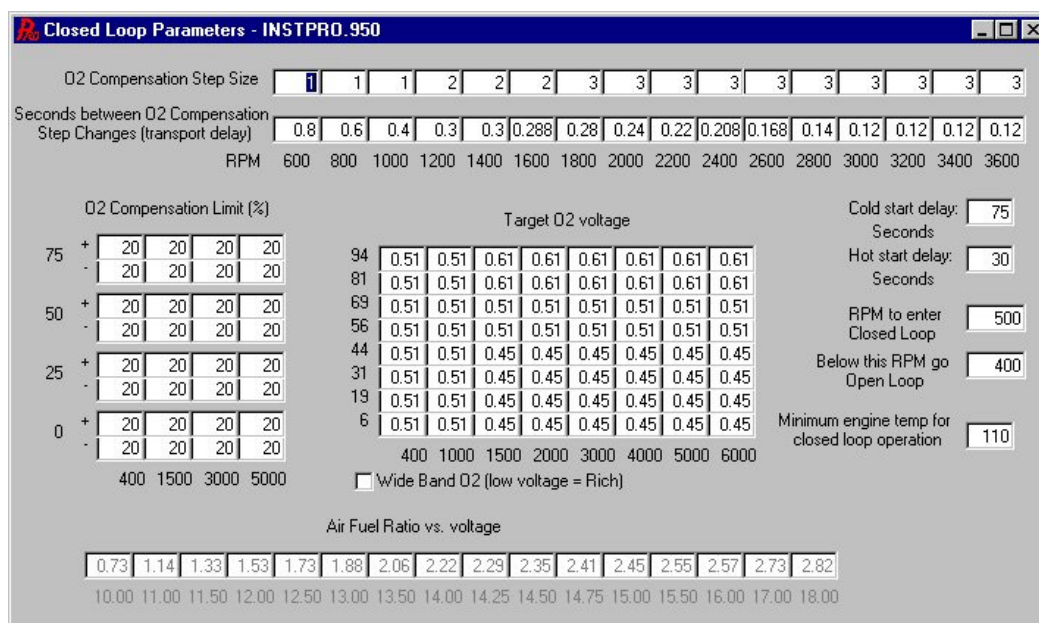 Closed Loop Parameters - INSTPRO.950
O2 Compensation Step Size 1 1 1 2 2 2 3 3 3 3 3 3 3 3 3 3
Seconds between O2 Compensation
Step Changes (transport delay) 0.8 0.6 0.4 0.3 0.3 0.288 0.28 0.24 0.22 0.208 0.168 0.14 0.12 0.12 0.12 0.12
RPM 600 800 1000 1200 1400 1600 1800 2000 2200 2400 2600 2800 3000 3200 3400 3600
O2 Compensation Limit (%)
75 + 20 20 20 20
- 20 20 20 20
50 + 20 20 20 20
- 20 20 20 20
25 + 20 20 20 20
- 20 20 20 20
0 + 20 20 20 20
- 20 20 20 20
400 1500 3000 5000
Target O2 voltage
94 0.51 0.51 0.61 0.61 0.61 0.61 0.61 0.61
81 0.51 0.51 0.61 0.61 0.61 0.61 0.61 0.61
69 0.51 0.51 0.51 0.51 0.51 0.51 0.51 0.51
56 0.51 0.51 0.51 0.51 0.51 0.51 0.51 0.51
44 0.51 0.51 0.45 0.45 0.45 0.45 0.45 0.45
31 0.51 0.51 0.45 0.45 0.45 0.45 0.45 0.45
19 0.51 0.51 0.45 0.45 0.45 0.45 0.45 0.45
6 0.51 0.51 0.45 0.45 0.45 0.45 0.45 0.45
400 1000 1500 2000 3000 4000 5000 6000
Wide Band O2 (low voltage = Rich)
Cold start delay: 75
Seconds
Hot start delay: 30
Seconds
RPM to enter
Closed Loop 500
Below this RPM go
Open Loop 400
Minimum engine temp for
closed loop operation 110
Air Fuel Ratio vs. voltage
0.73 1.14 1.33 1.53 1.73 1.88 2.06 2.22 2.29 2.35 2.41 2.45 2.55 2.57 2.73 2.82
10.00 11.00 11.50 12.00 12.50 13.00 13.50 14.00 14.25 14.50 14.75 15.00 15.50 16.00 17.00 18.00